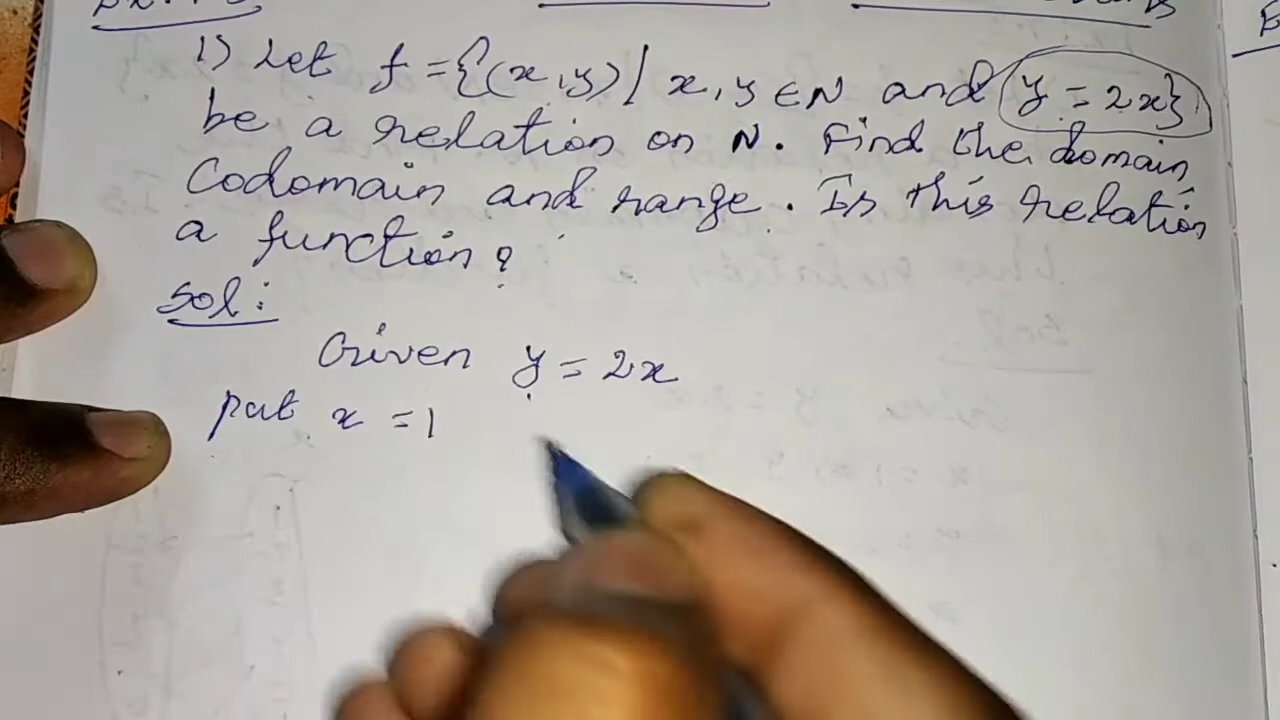 1) Let f = {(x,y) / x,y ∈ N and y = 2x}
be a relation on N. Find the domain
Codomain and range. Is this relation
a function?
Sol:
Given y = 2x
put x = 1